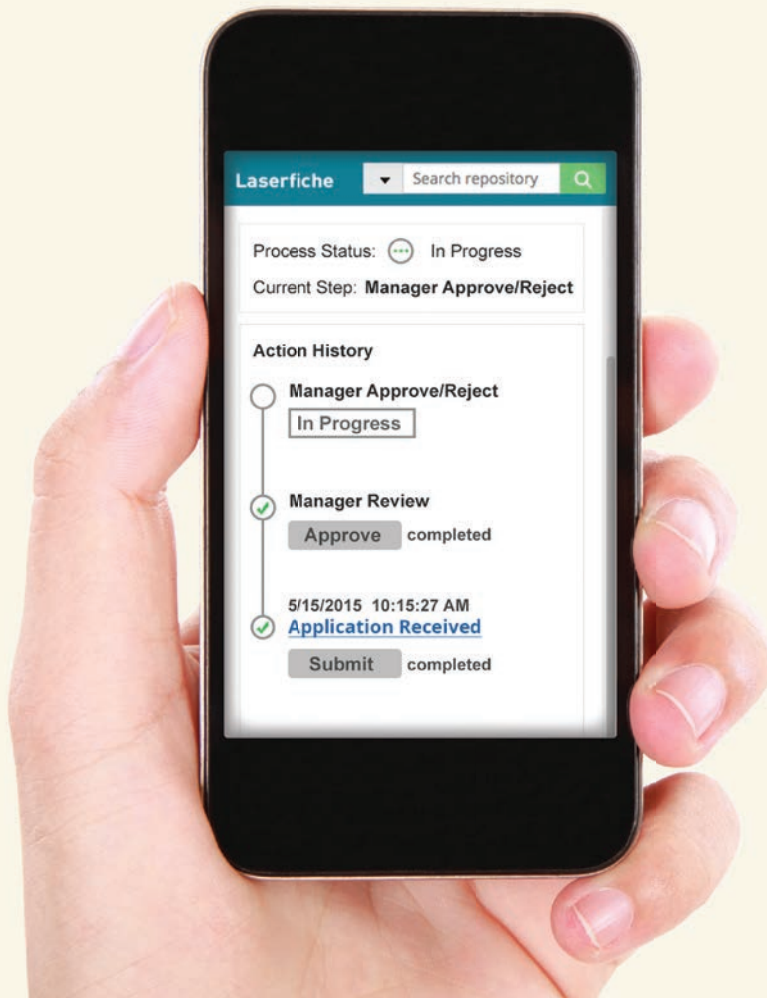 Laserfiche Search repository
Process Status: In Progress
Current Step: Manager Approve/Reject
Action History
Manager Approve/Reject
In Progress
Manager Review
Approve completed
5/15/2015 10:15:27 AM
Application Received
Submit completed